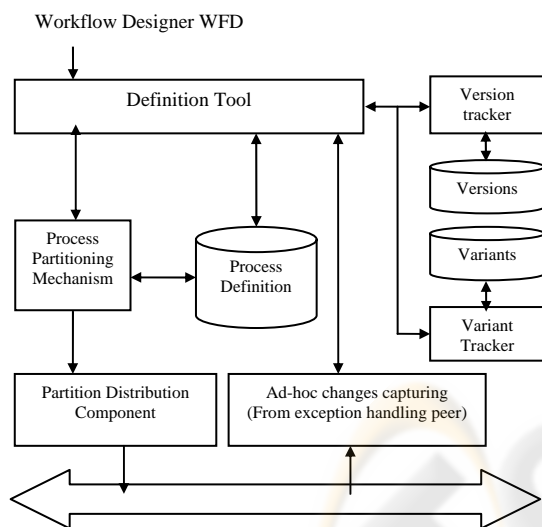 Workflow Designer WFD
Definition Tool
Version
tracker
Versions
Variants
Variant
Tracker
Process
Partitioning
Mechanism
Process
Definition
Partition Distribution
Component
Ad-hoc changes capturing
(From exception handling peer)